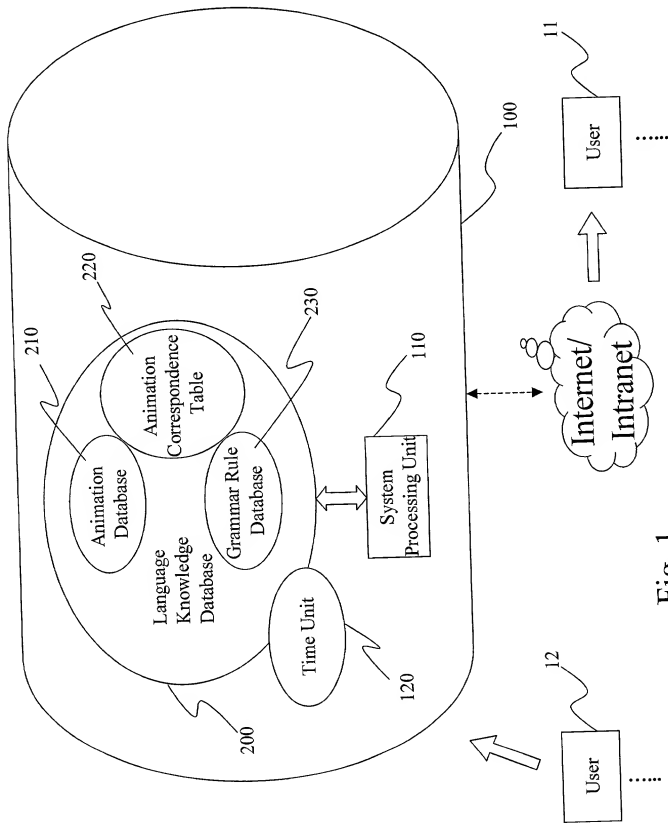 210
220
Animation
Database
Animation
Correspondence
Table
Language
Knowledge
Database
Grammar Rule
Database
230
Time Unit
200
120
System
Processing Unit
110
100
12
User
......
Internet/
Intranet
11
User
......
Fig. 1